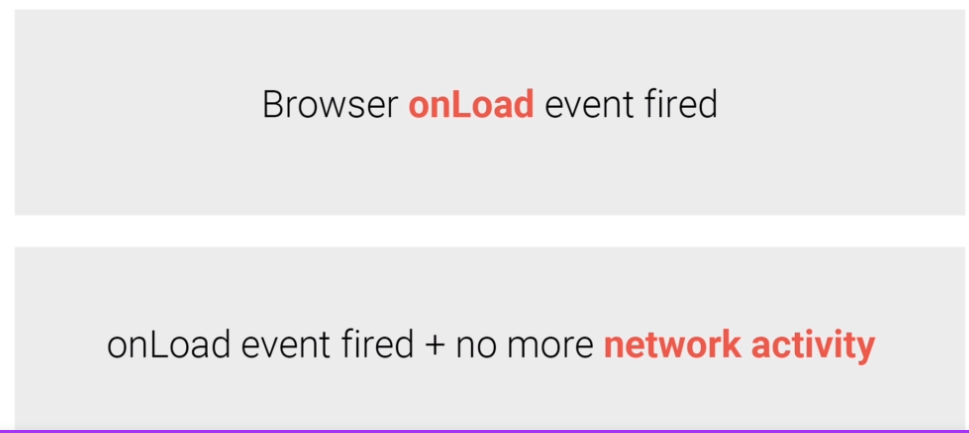 Browser onLoad event fired
onLoad event fired + no more network activity